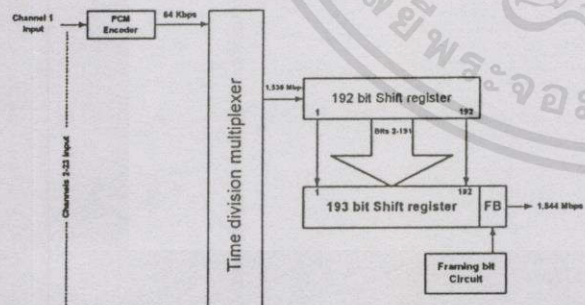 Channel 1
Input
PCM
Encoder
64 Kbps
Channels 2-23 Input
Time division multiplexer
1,536 Mbp
192 bit Shift register
1
192
Bits 2-191
1
192
193 bit Shift register
FB
1,544 Mbps
Framing bit
Circuit